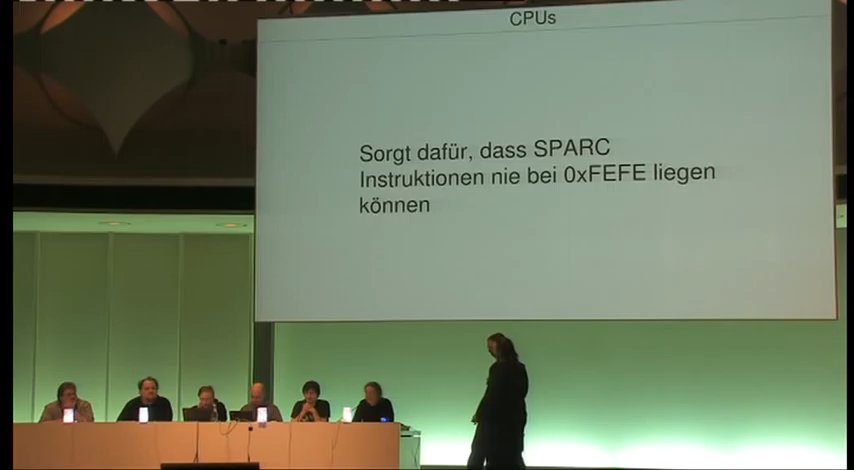 CPUs
Sorgt dafür, dass SPARC
Instruktionen nie bei 0xFEFE liegen
können